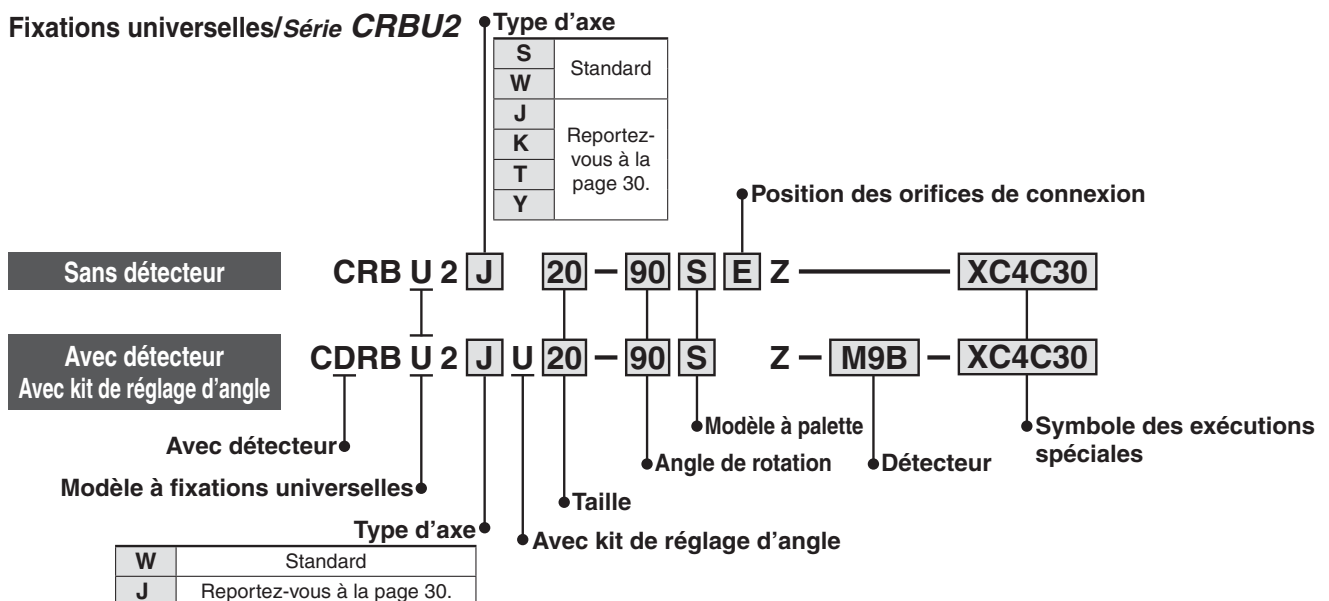 Fixations universelles/Série CRBU2
Type d'axe
S
W
Standard
J
K
T
Y
Reportez-
vous à la
page 30.
Position des orifices de connexion
Sans détecteur
CRB U 2 J 20 – 90 S E Z — XC4C30
Avec détecteur
Avec kit de réglage d'angle
CDRB U 2 J U 20 – 90 S Z – M9B – XC4C30
Avec détecteur
Modèle à fixations universelles
Type d'axe
Modèle à palette
Angle de rotation
Taille
Avec kit de réglage d'angle
Détecteur
Symbole des exécutions
spéciales
W Standard
J Reportez-vous à la page 30.